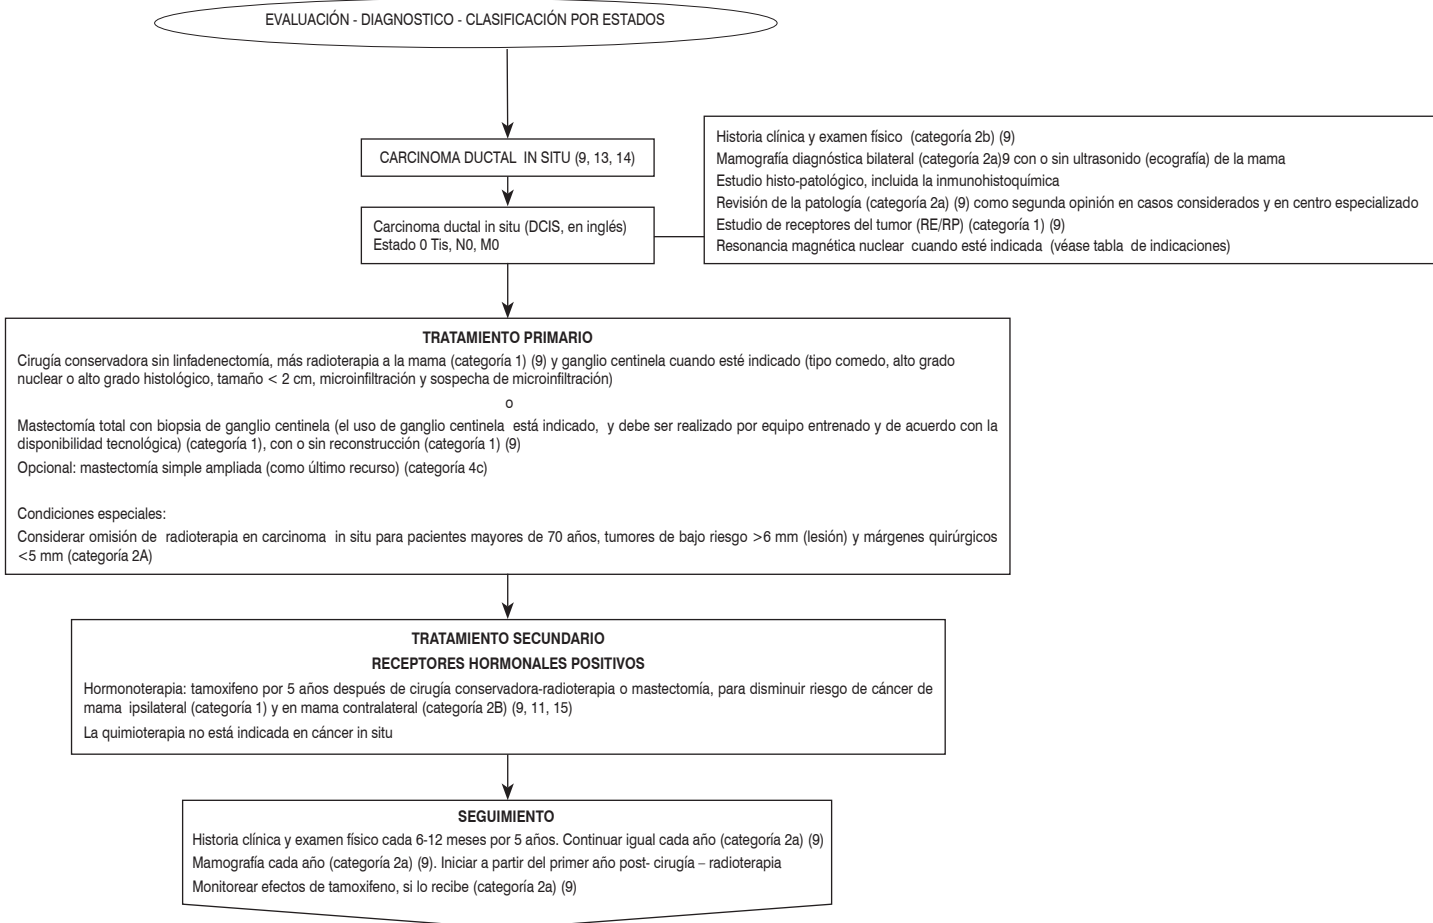 EVALUACIÓN - DIAGNOSTICO - CLASIFICACIÓN POR ESTADOS
CARCINOMA DUCTAL IN SITU (9, 13, 14)
Carcinoma ductal in situ (DCIS, en inglés)
Estado 0 Tis, N0, M0
Historia clínica y examen físico (categoría 2b) (9)
Mamografía diagnóstica bilateral (categoría 2a)9 con o sin ultrasonido (ecografía) de la mama
Estudio histo-patológico, incluida la inmunohistoquímica
Revisión de la patología (categoría 2a) (9) como segunda opinión en casos considerados y en centro especializado
Estudio de receptores del tumor (RE/RP) (categoría 1) (9)
Resonancia magnética nuclear cuando esté indicada (véase tabla de indicaciones)
TRATAMIENTO PRIMARIO
Cirugía conservadora sin linfadenectomía, más radioterapia a la mama (categoría 1) (9) y ganglio centinela cuando esté indicado (tipo comedo, alto grado
nuclear o alto grado histológico, tamaño < 2 cm, microinfiltración y sospecha de microinfiltración)
o
Mastectomía total con biopsia de ganglio centinela (el uso de ganglio centinela está indicado, y debe ser realizado por equipo entrenado y de acuerdo con la
disponibilidad tecnológica) (categoría 1), con o sin reconstrucción (categoría 1) (9)
Opcional: mastectomía simple ampliada (como último recurso) (categoría 4c)
Condiciones especiales:
Considerar omisión de radioterapia en carcinoma in situ para pacientes mayores de 70 años, tumores de bajo riesgo >6 mm (lesión) y márgenes quirúrgicos
<5 mm (categoría 2A)
TRATAMIENTO SECUNDARIO
RECEPTORES HORMONALES POSITIVOS
Hormonoterapia: tamoxifeno por 5 años después de cirugía conservadora-radioterapia o mastectomía, para disminuir riesgo de cáncer de
mama ipsilateral (categoría 1) y en mama contralateral (categoría 2B) (9, 11, 15)
La quimioterapia no está indicada en cáncer in situ
SEGUIMIENTO
Historia clínica y examen físico cada 6-12 meses por 5 años. Continuar igual cada año (categoría 2a) (9)
Mamografía cada año (categoría 2a) (9). Iniciar a partir del primer año post- cirugía – radioterapia
Monitorear efectos de tamoxifeno, si lo recibe (categoría 2a) (9)